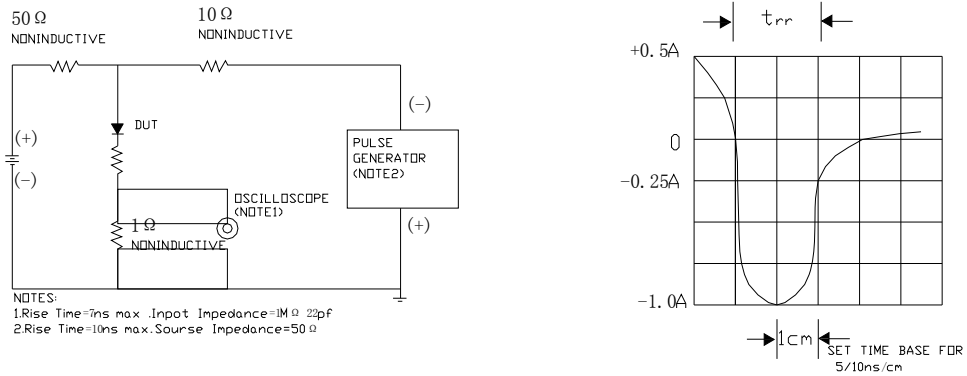 50 Ω
NONINDUCTIVE
10 Ω
NONINDUCTIVE
(+)
(-)
DUT
1 Ω
NONINDUCTIVE
OSCILLOSCOPE
(NOTE1)
(-)
PULSE
GENERATOR
(NOTE2)
(+)
NOTES:
1.Rise Time=7ns max .Inpot Impedance=1M Ω 22pf
2.Rise Time=10ns max.Sourse Impedance=50 Ω
trr
+0.5A
0
-0.25A
-1.0A
1cm
SET TIME BASE FOR
5/10ns/cm